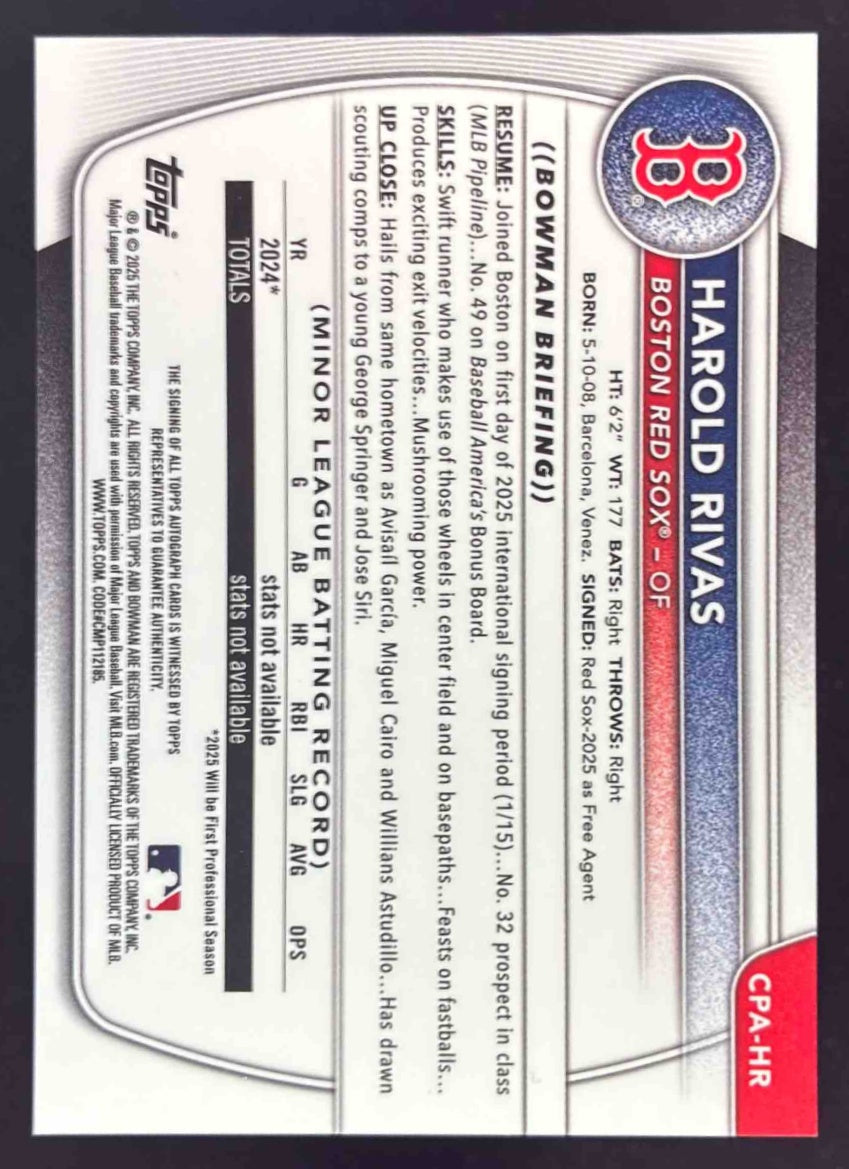 CPA-HR
HAROLD RIVAS
BOSTON RED SOX® – OF
B
®
HT: 6'2" WT: 177 BATS: Right THROWS: Right
BORN: 5-10-08, Barcelona, Venez. SIGNED: Red Sox-2025 as Free Agent
((BOWMAN BRIEFING))
RESUME: Joined Boston on first day of 2025 international signing period (1/15)...No. 32 prospect in class
(MLB Pipeline)...No. 49 on Baseball America's Bonus Board.
SKILLS: Swift runner who makes use of those wheels in center field and on basepaths...Feasts on fastballs...
Produces exciting exit velocities...Mushrooming power.
UP CLOSE: Hails from same hometown as Avisaíl García, Miguel Cairo and Willians Astudillo...Has drawn
scouting comps to a young George Springer and Jose Siri.
(MINOR LEAGUE BATTING RECORD)
YR G AB HR RBI SLG AVG OPS
2024* stats not available
TOTALS stats not available
*2025 Will be First Professional Season
topps®
THE SIGNING OF ALL TOPPS AUTOGRAPH CARDS IS WITNESSED BY TOPPS
REPRESENTATIVES TO GUARANTEE AUTHENTICITY.
® & © 2025 THE TOPPS COMPANY, INC. ALL RIGHTS RESERVED. TOPPS AND BOWMAN ARE REGISTERED TRADEMARKS OF THE TOPPS COMPANY, INC.
Major League Baseball trademarks and copyrights are used with permission of Major League Baseball. Visit MLB.com. OFFICIALLY LICENSED PRODUCT OF MLB.
WWW.TOPPS.COM. CODE#CMP112185.